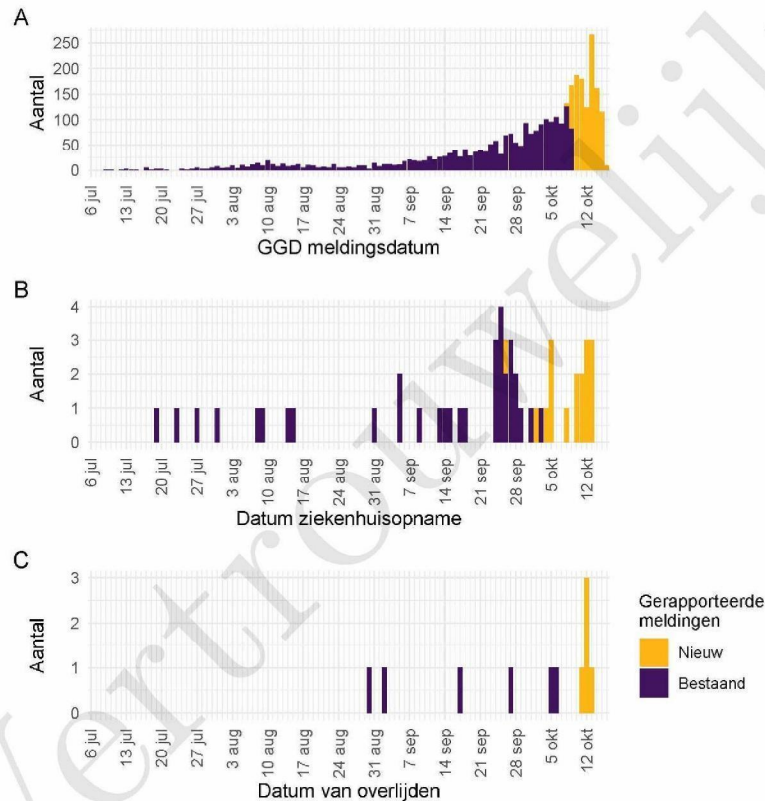 A
Aantal
250
200
150
100
50
0
6 jul
13 jul
20 jul
27 jul
3 aug
10 aug
17 aug
24 aug
31 aug
7 sep
14 sep
21 sep
28 sep
5 okt
12 okt
GGD meldingsdatum
B
Aantal
4
3
2
1
0
6 jul
13 jul
20 jul
27 jul
3 aug
10 aug
17 aug
24 aug
31 aug
7 sep
14 sep
21 sep
28 sep
5 okt
12 okt
Datum ziekenhuisopname
C
Aantal
3
2
1
0
6 jul
13 jul
20 jul
27 jul
3 aug
10 aug
17 aug
24 aug
31 aug
7 sep
14 sep
21 sep
28 sep
5 okt
12 okt
Datum van overlijden
Gerapporteerde
meldingen
Nieuw
Bestaand
Vertrouwelijk